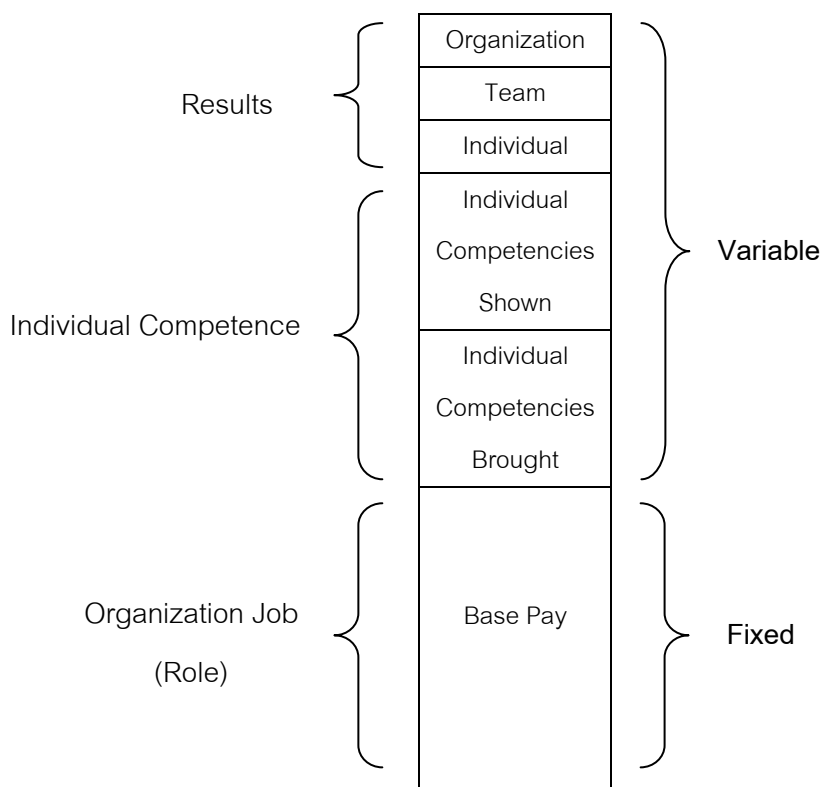 Organization
Team
Results
Individual
Individual
Competencies
Variable
Shown
Individual Competence
Individual
Competencies
Brought
Organization Job
Base Pay
Fixed
(Role)